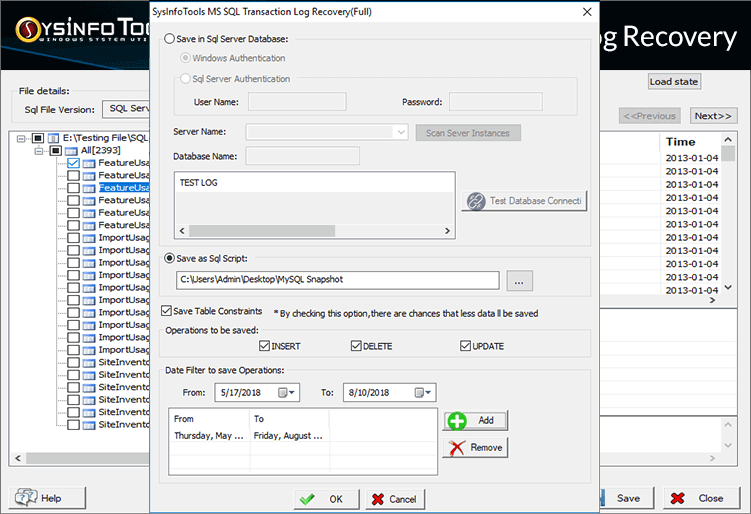 SYSINFOTOO
WINDOWS SYSTEM UTIL
og Recovery
Load state
File details:
Sql File Version:
SQL Serv
<<Previous
Next>>
E:\Testing File\SQL
All[2393]
FeatureUsa
FeatureUsa
FeatureUsa
FeatureUsa
FeatureUsa
FeatureUsa
ImportUsag
ImportUsag
ImportUsag
ImportUsag
ImportUsag
ImportUsag
ImportUsag
ImportUsag
ImportUsag
ImportUsag
SiteInvento
SiteInvento
SiteInvento
SiteInvento
SiteInvento
SiteInvento
Time
2013-01-04
2013-01-04
2013-01-04
2013-01-04
2013-01-04
2013-01-04
2013-01-04
2013-01-04
2013-01-04
2013-01-04
2013-01-04
Help
Save
Close
SysInfoTools MS SQL Transaction Log Recovery(Full)
Save in Sql Server Database:
Windows Authentication
Sql Server Authentication
User Name:
Password:
Server Name:
Scan Sever Instances
Database Name:
TEST LOG
Test Database Connecti
Save as Sql Script:
C:\Users\Admin\Desktop\MySQL Snapshot
...
Save Table Constraints
* By checking this option,there are chances that less data ll be saved
Operations to be saved:
INSERT
DELETE
UPDATE
Date Filter to save Operations:
From:
5/17/2018
To:
8/10/2018
From
To
Thursday, May ...
Friday, August ...
Add
Remove
OK
Cancel